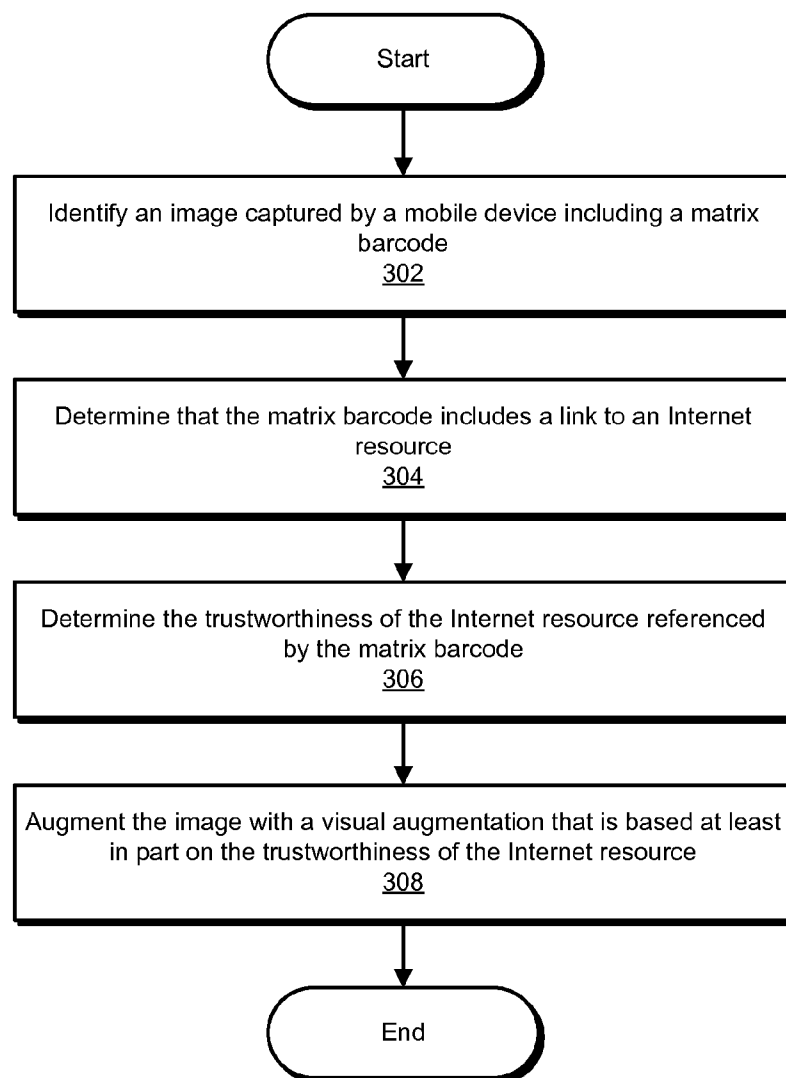 Start
Identify an image captured by a mobile device including a matrix
barcode
302
Determine that the matrix barcode includes a link to an Internet
resource
304
Determine the trustworthiness of the Internet resource referenced
by the matrix barcode
306
Augment the image with a visual augmentation that is based at least
in part on the trustworthiness of the Internet resource
308
End